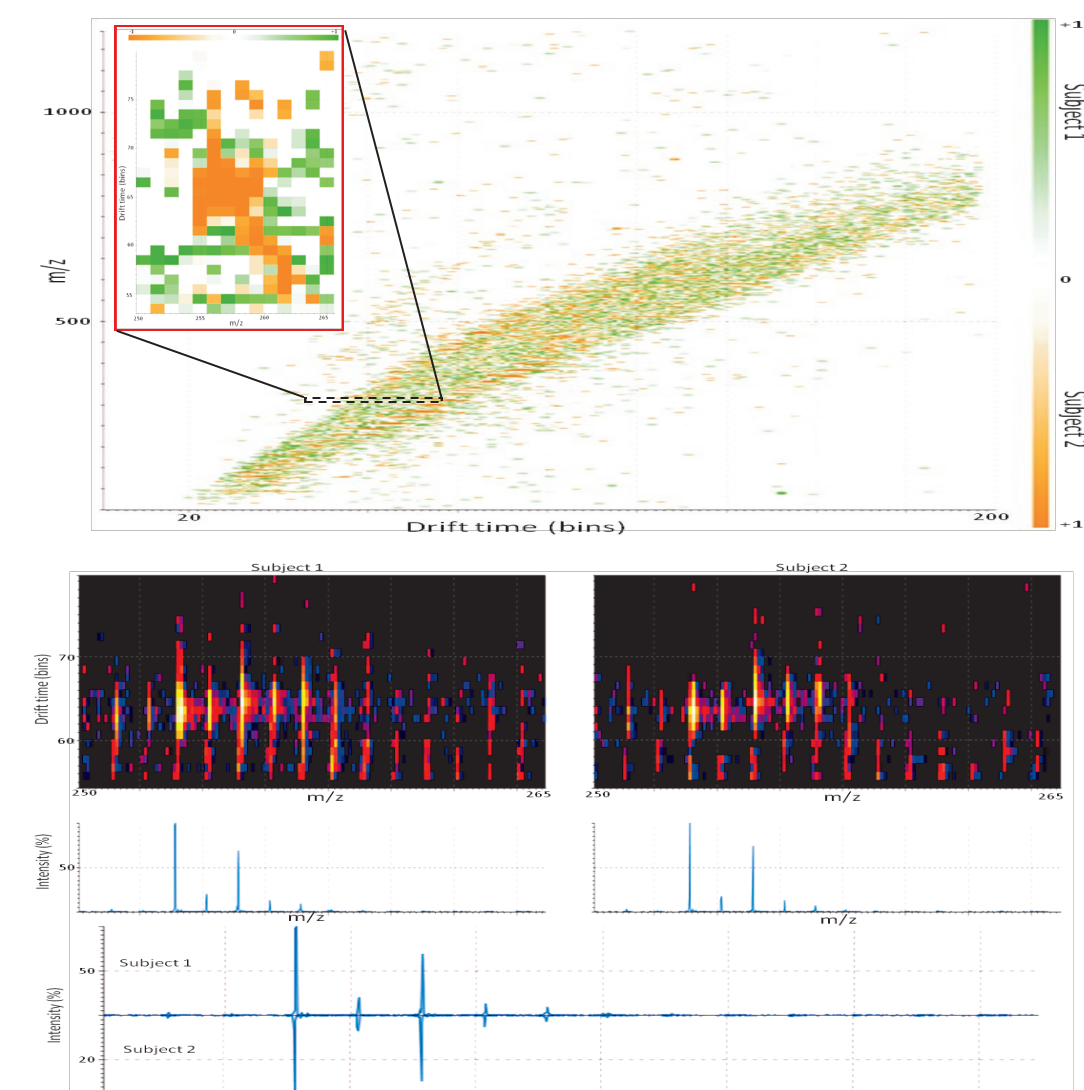 -1 0 +1
75
70
65
60
55
Drift time (bins)
250 255 260 265
m/z
1000
500
m/z
20 200
Drift time (bins)
+1
Subject 1
0
Subject 2
+1
Subject 1 Subject 2
Drift time (bins)
70
60
250 m/z 265
250 m/z 265
Intensity (%)
50
m/z m/z
Intensity (%)
50
Subject 1
Subject 2
20